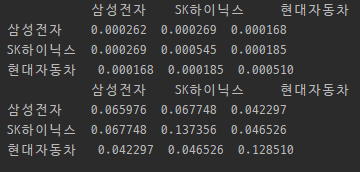 삼성전자 SK하이닉스 현대자동차
삼성전자 0.000262 0.000269 0.000168
SK하이닉스 0.000269 0.000545 0.000185
현대자동차 0.000168 0.000185 0.000510
삼성전자 SK하이닉스 현대자동차
삼성전자 0.065976 0.067748 0.042297
SK하이닉스 0.067748 0.137356 0.046526
현대자동차 0.042297 0.046526 0.128510